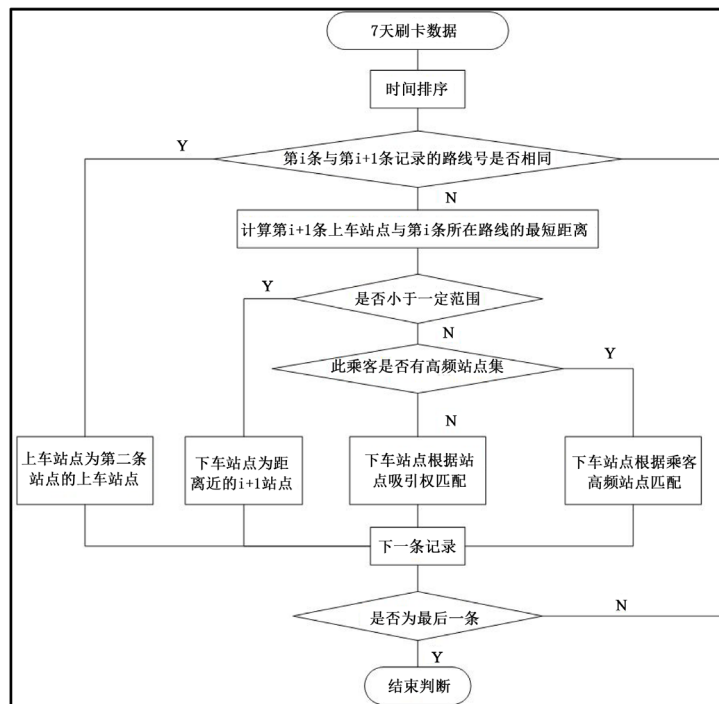 7天刷卡数据
时间排序
Y
第i条与第i+1条记录的路线号是否相同
N
计算第i+1条上车站点与第i条所在路线的最短距离
Y
是否小于一定范围
N
此乘客是否有高频站点集
Y
N
上车站点为第二条
站点的上车站点
下车站点为距
离近的i+1站点
下车站点根据站
点吸引权匹配
下车站点根据乘客
高频站点匹配
下一条记录
是否为最后一条
N
Y
结束判断